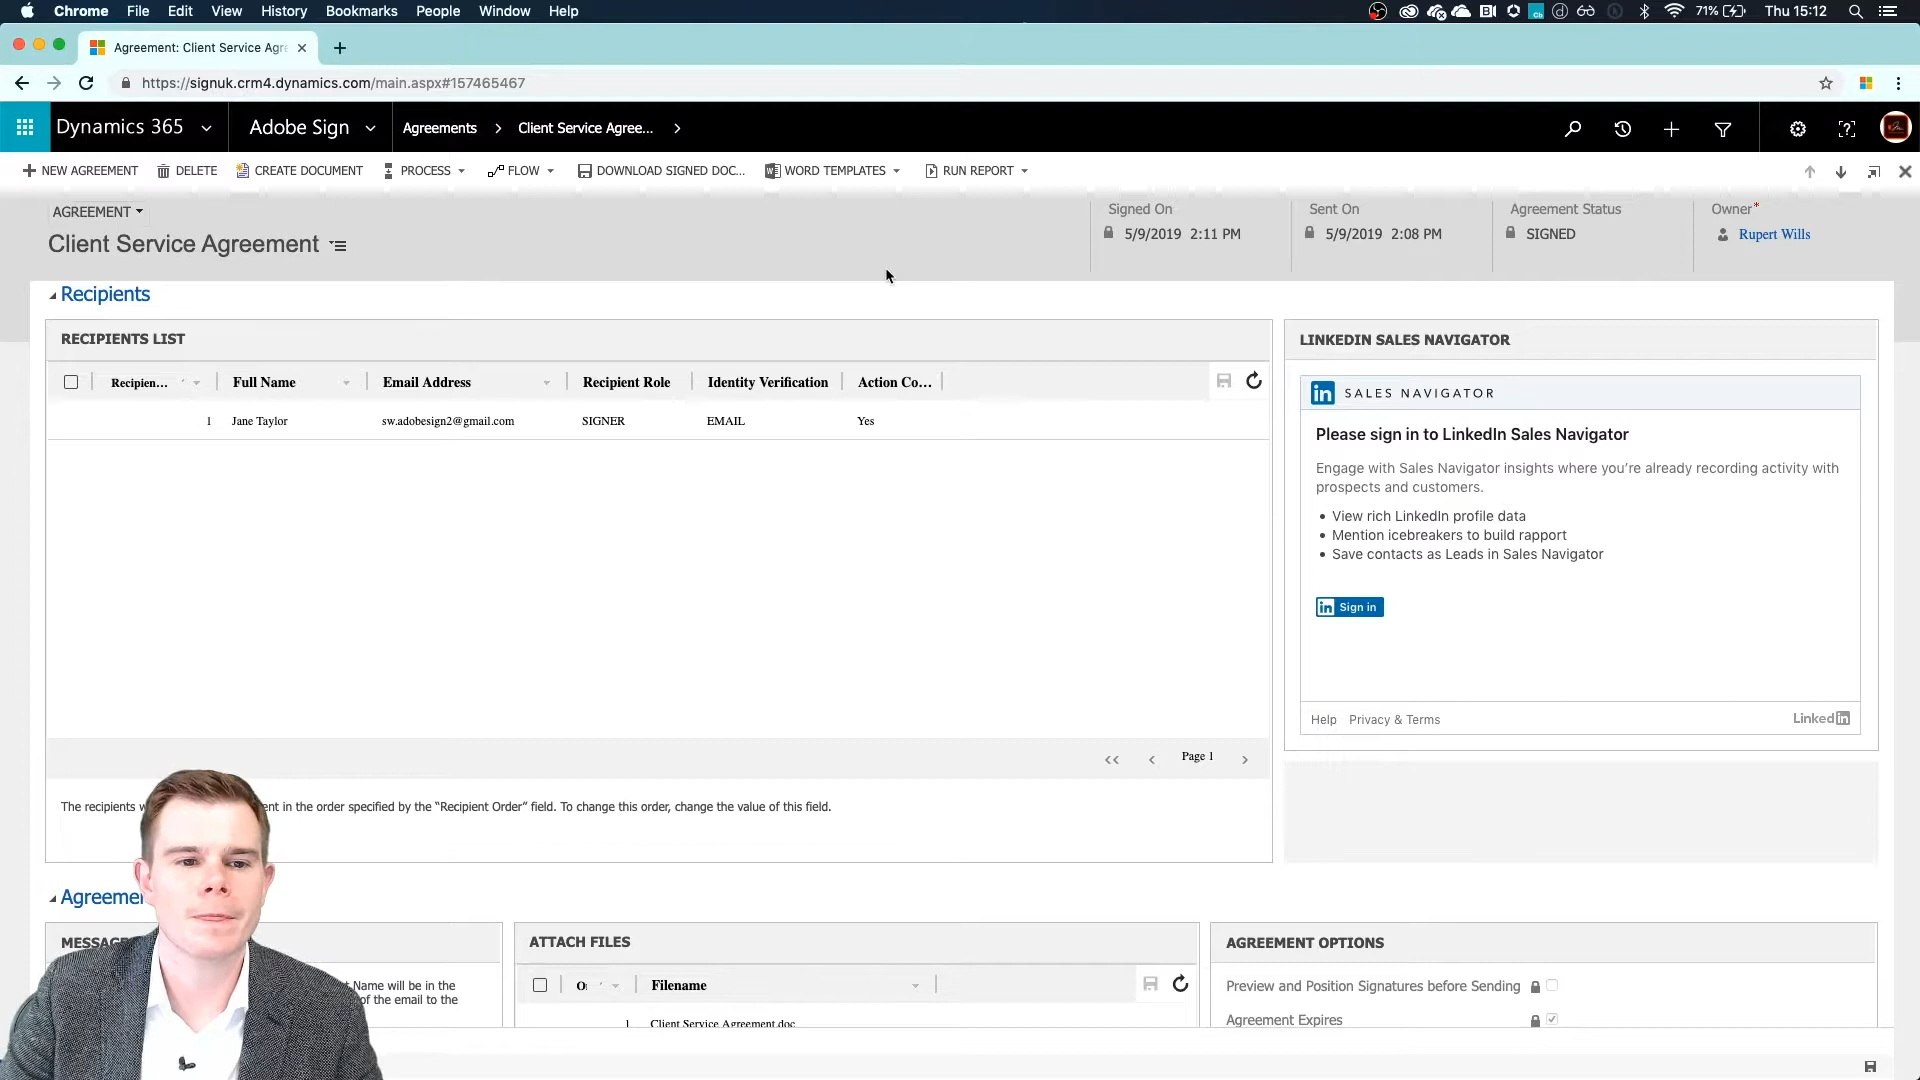 Chrome File Edit View History Bookmarks People Window Help 71% Thu 15:12
Agreement: Client Service Agre
https://signuk.crm4.dynamics.com/main.aspx#157465467
Dynamics 365 Adobe Sign Agreements Client Service Agree...
NEW AGREEMENT DELETE CREATE DOCUMENT PROCESS FLOW DOWNLOAD SIGNED DOC... WORD TEMPLATES RUN REPORT
AGREEMENT
Client Service Agreement
Signed On
5/9/2019 2:11 PM
Sent On
5/9/2019 2:08 PM
Agreement Status
SIGNED
Owner*
Rupert Wills
Recipients
RECIPIENTS LIST
Recipien... Full Name Email Address Recipient Role Identity Verification Action Co...
1 Jane Taylor sw.adobesign2@gmail.com SIGNER EMAIL Yes
Page 1
The recipients w ent in the order specified by the “Recipient Order” field. To change this order, change the value of this field.
LINKEDIN SALES NAVIGATOR
in SALES NAVIGATOR
Please sign in to LinkedIn Sales Navigator
Engage with Sales Navigator insights where you’re already recording activity with
prospects and customers.
• View rich LinkedIn profile data
• Mention icebreakers to build rapport
• Save contacts as Leads in Sales Navigator
in Sign in
Help Privacy & Terms Linked in
Agreemen
MESSAGE
Name will be in the
of the email to the
ATTACH FILES
Filename
1 Client Service Agreement.doc
AGREEMENT OPTIONS
Preview and Position Signatures before Sending
Agreement Expires